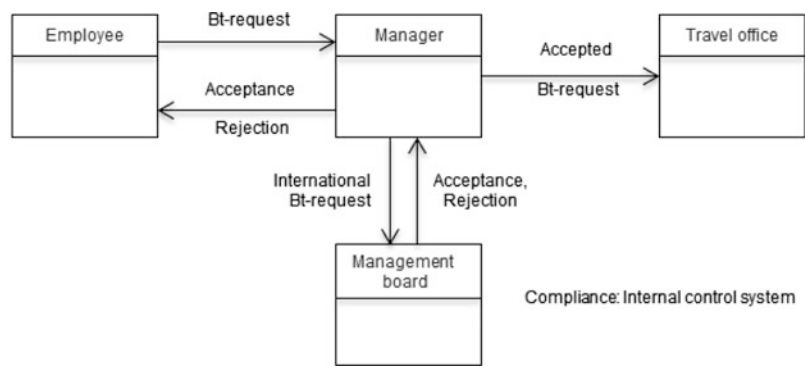 Employee
Bt-request
Manager
Accepted
Bt-request
Travel office
Acceptance
Rejection
International
Bt-request
Acceptance,
Rejection
Management
board
Compliance: Internal control system